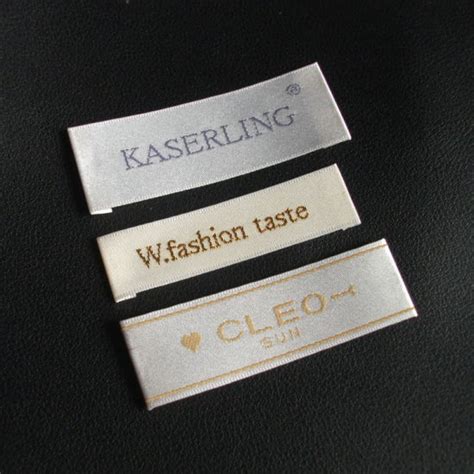 KASERLING ®
W.fashion taste
CLEO
SUN